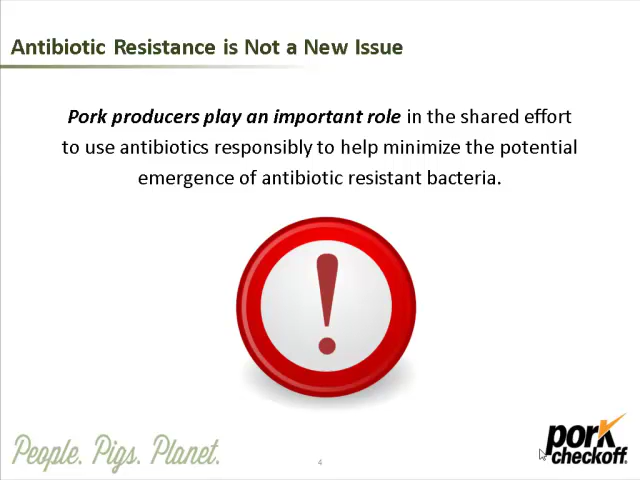 Antibiotic Resistance is Not a New Issue
Pork producers play an important role in the shared effort
to use antibiotics responsibly to help minimize the potential
emergence of antibiotic resistant bacteria.
!
People. Pigs. Planet.
4
pork
checkoff.